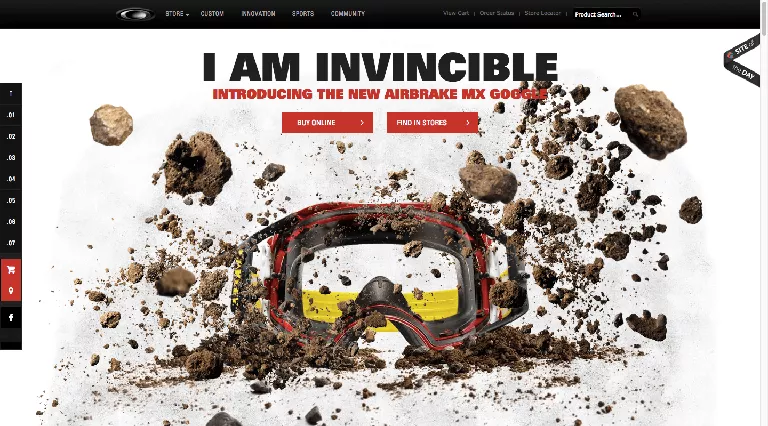 STORE
CUSTOM
INNOVATION
SPORTS
COMMUNITY
View Cart | Order Status | Store Locator |
Product Search...
SITE of
the DAY
I AM INVINCIBLE
INTRODUCING THE NEW AIRBRAKE MX GOGGLE
BUY ONLINE
FIND IN STORES
.01
.02
.03
.04
.05
.06
.07
f